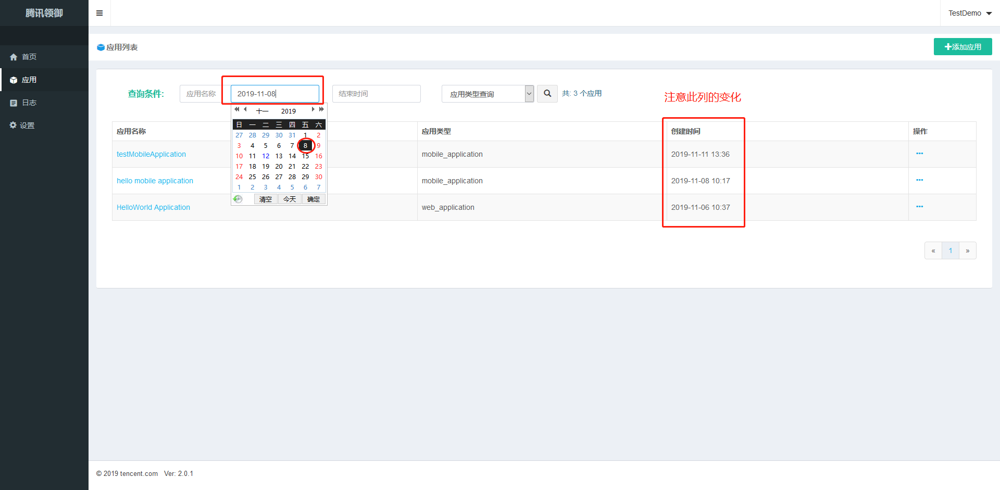 腾讯领御
TestDemo
首页
应用
日志
设置
应用列表
添加应用
查询条件:
应用名称
2019-11-08
结束时间
应用类型查询
共: 3 个应用
注意此列的变化
十一 2019
日 一 二 三 四 五 六
27 28 29 30 31 1 2
3 4 5 6 7 8 9
10 11 12 13 14 15 16
17 18 19 20 21 22 23
24 25 26 27 28 29 30
1 2 3 4 5 6 7
清空 今天 确定
应用名称 应用类型 创建时间 操作
testMobileApplication mobile_application 2019-11-11 13:36 •••
hello mobile application mobile_application 2019-11-08 10:17 •••
HelloWorld Application web_application 2019-11-06 10:37 •••
« 1 »
© 2019 tencent.com Ver: 2.0.1